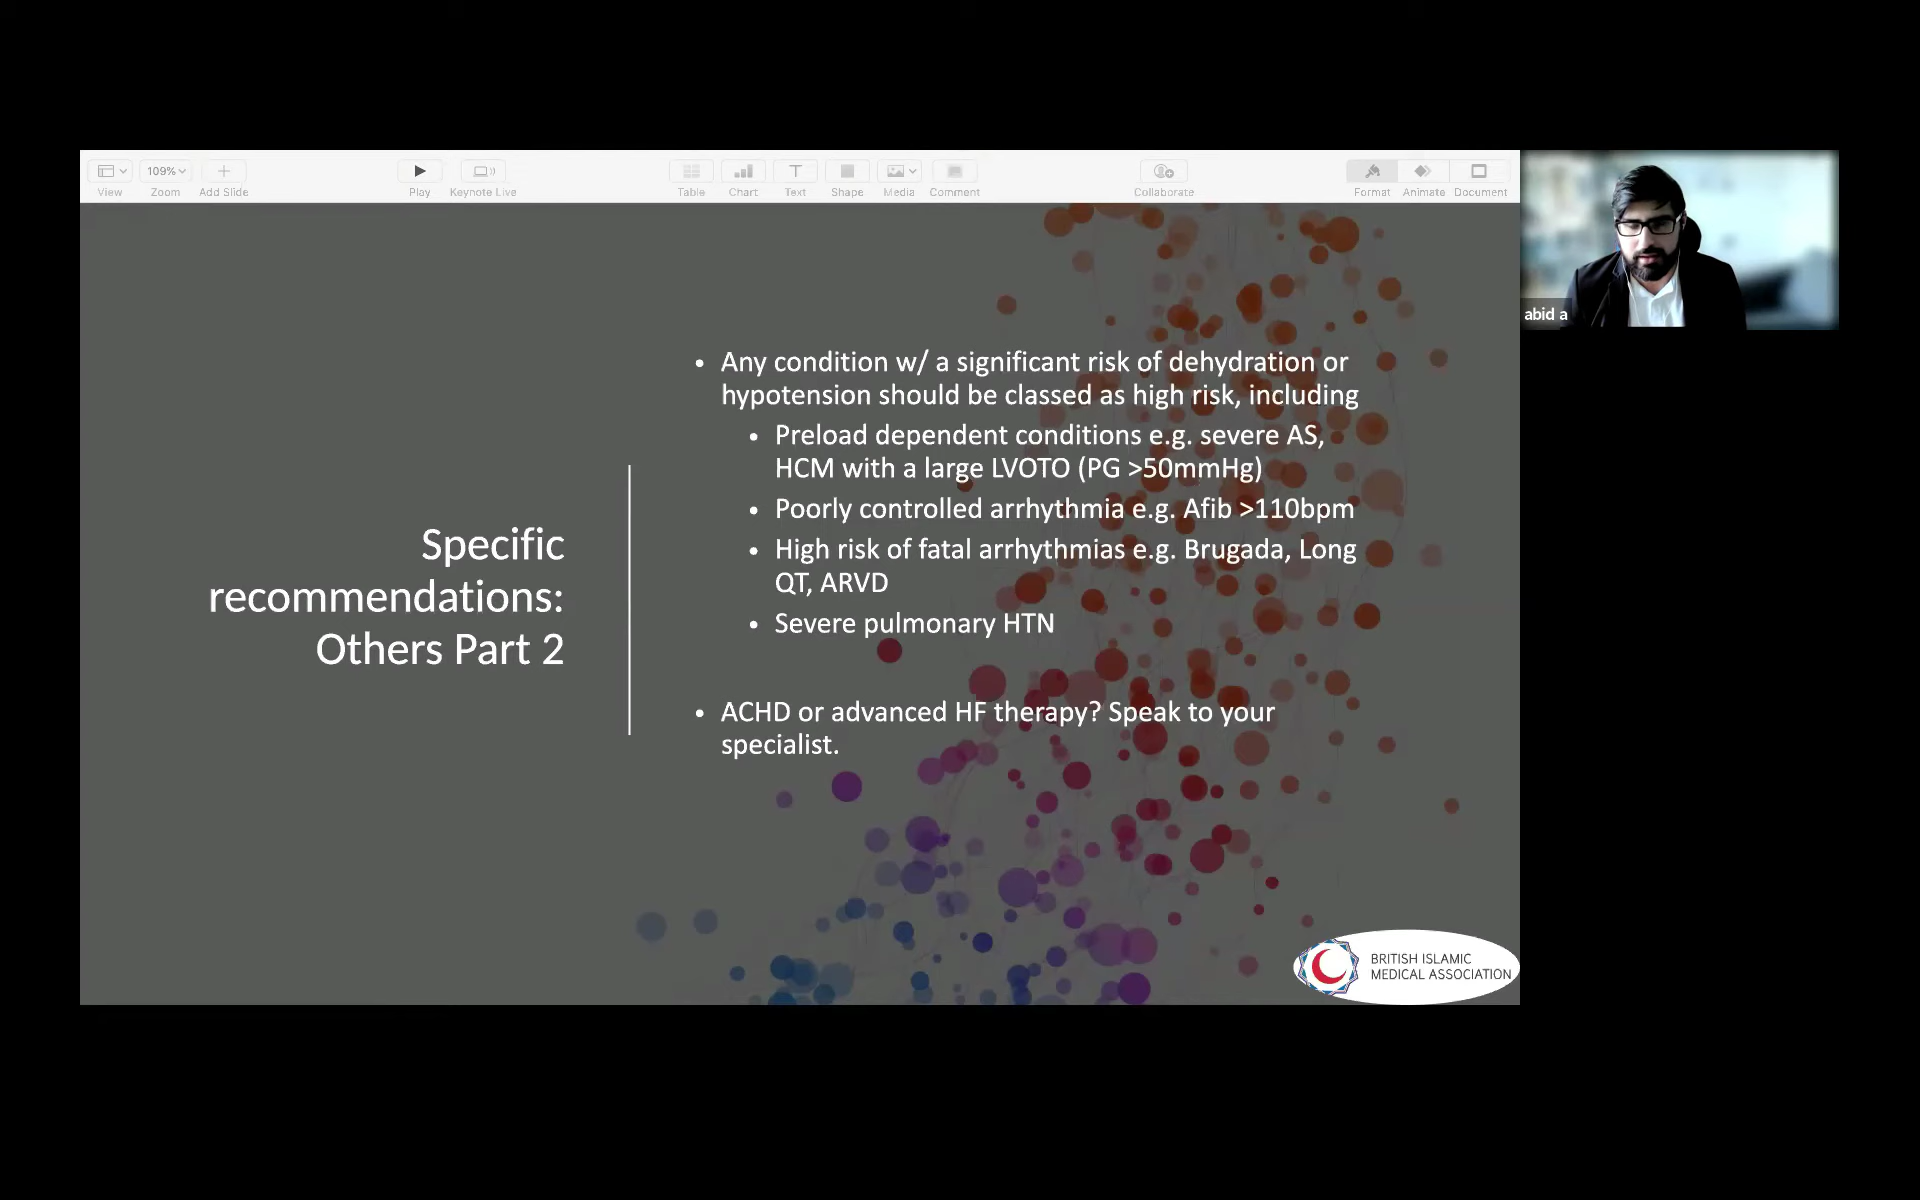 109%
View
Zoom
Add Slide
Play
Keynote Live
Table
Chart
Text
Shape
Media
Comment
Collaborate
Format
Animate
Document
abid a
Specific
recommendations:
Others Part 2
• Any condition w/ a significant risk of dehydration or
hypotension should be classed as high risk, including
• Preload dependent conditions e.g. severe AS,
HCM with a large LVOTO (PG >50mmHg)
• Poorly controlled arrhythmia e.g. Afib >110bpm
• High risk of fatal arrhythmias e.g. Brugada, Long
QT, ARVD
• Severe pulmonary HTN
• ACHD or advanced HF therapy? Speak to your
specialist.
BRITISH ISLAMIC
MEDICAL ASSOCIATION